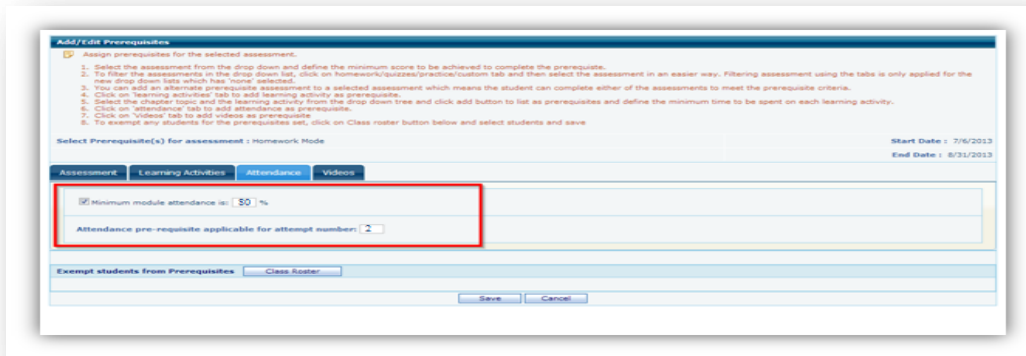 Add/Edit Prerequisites
Assign prerequisites for the selected assessment.
1. Select the assessment from the drop down and define the minimum score to be achieved to complete the prerequiste.
2. To filter the assessments in the drop down list, click on homework/quizzes/practice/custom tab and then select the assessment in an easier way. Filtering assessment using the tabs is only applied for the
new drop down lists which has 'none' selected.
3. You can add an alternate prerequisite assessment to a selected assessment which means the student can complete either of the assessments to meet the prerequisite criteria.
4. Click on 'learning activities' tab to add learning activity as prerequisite.
5. Select the chapter topic and the learning activity from the drop down tree and click add button to list as prerequisites and define the minimum time to be spent on each learning activity.
6. Click on 'attendance' tab to add attendance as prerequisite.
7. Click on 'Videos' tab to add videos as prerequisite
8. To exempt any students for the prerequisites set, click on Class roster button below and select students and save
Select Prerequisite(s) for assessment : Homework Mode Start Date : 7/6/2013
End Date : 8/31/2013
Assessment Learning Activities Attendance Videos
Minimum module attendance is: 50 %
Attendance pre-requisite applicable for attempt number: 2
Exempt students from Prerequisites Class Roster
Save Cancel